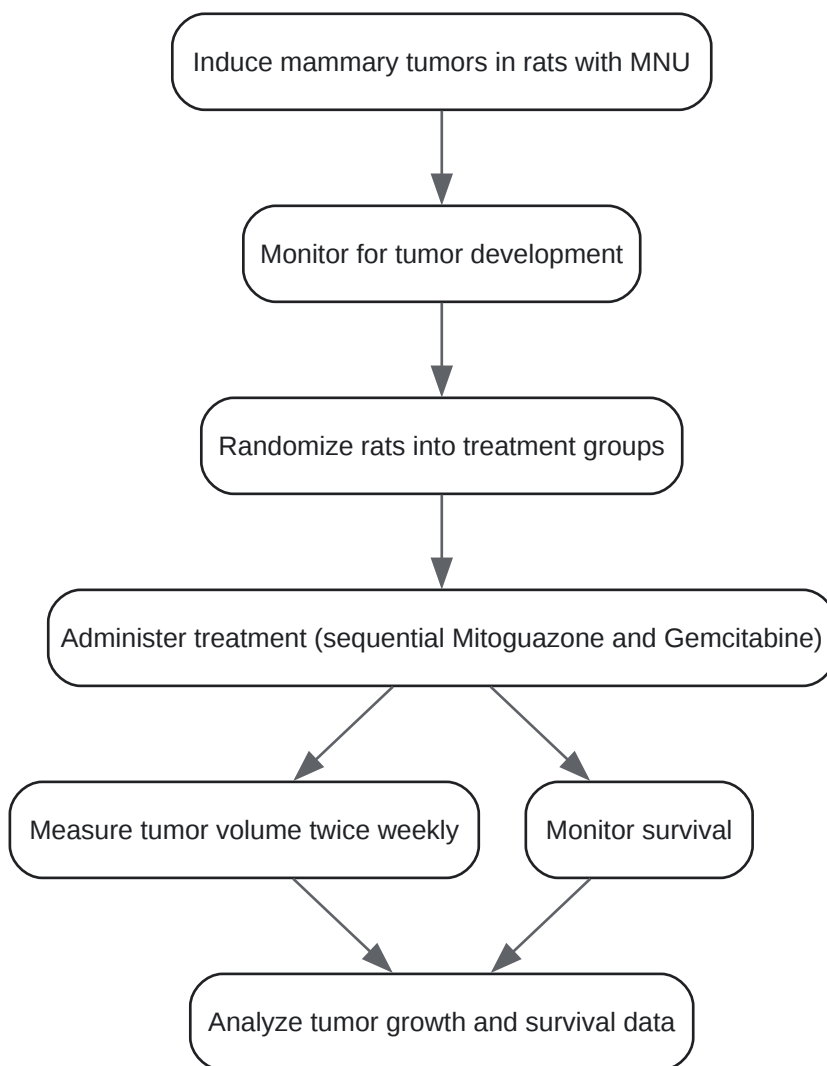 Induce mammary tumors in rats with MNU
Monitor for tumor development
Randomize rats into treatment groups
Administer treatment (sequential Mitoguazone and Gemcitabine)
Measure tumor volume twice weekly
Monitor survival
Analyze tumor growth and survival data